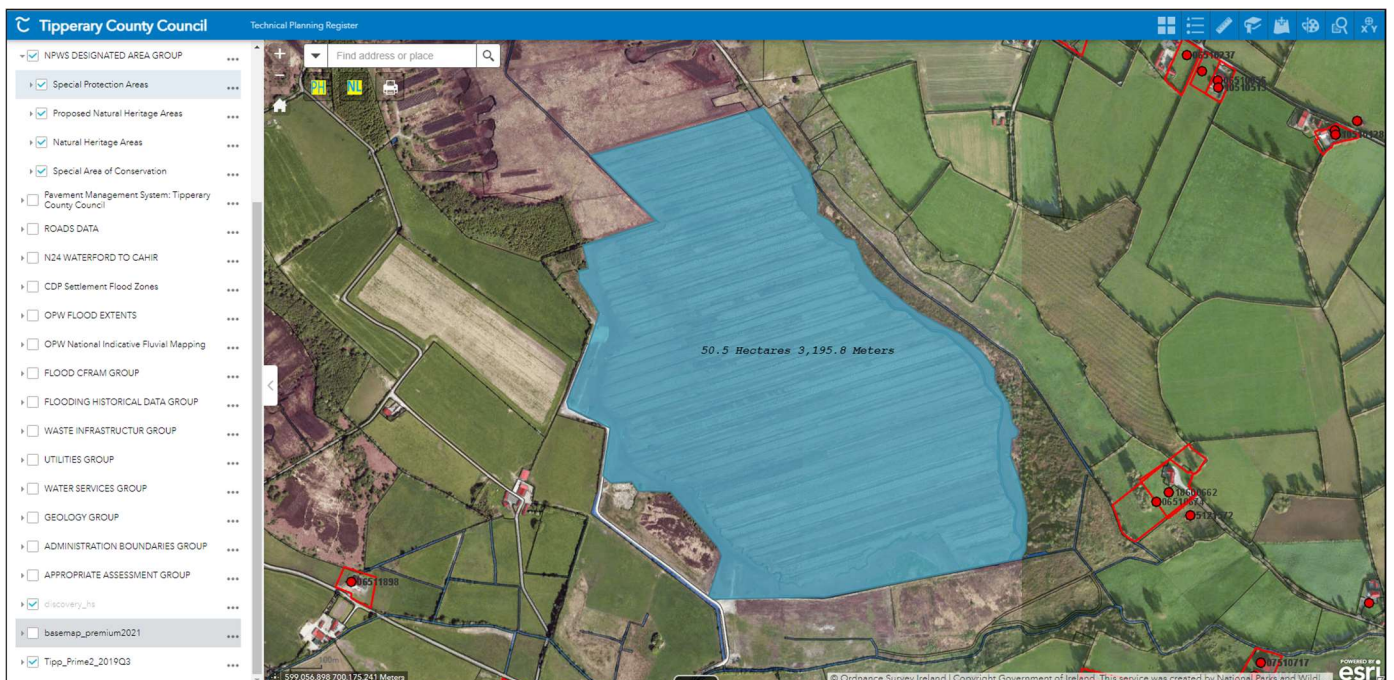 Tipperary County Council
Technical Planning Register
NPWS DESIGNATED AREA GROUP
Special Protection Areas
Proposed Natural Heritage Areas
Natural Heritage Areas
Special Area of Conservation
Pavement Management System: Tipperary
County Council
ROADS DATA
N24 WATERFORD TO CAHIR
CDP Settlement Flood Zones
OPW FLOOD EXTENTS
OPW National Indicative Fluvial Mapping
FLOOD CFRAM GROUP
FLOODING HISTORICAL DATA GROUP
WASTE INFRASTRUCTUR GROUP
UTILITIES GROUP
WATER SERVICES GROUP
GEOLOGY GROUP
ADMINISTRATION BOUNDARIES GROUP
APPROPRIATE ASSESSMENT GROUP
discovery_hs
basemap_premium2021
Tipp_Prime2_2019Q3
Find address or place
PH NL
50.5 Hectares 3,195.8 Meters
06511898
07510717
100m
599,056.898 700,175.241 Meters
© Ordnance Survey Ireland | Copyright Government of Ireland. This service was created by National Parks and Wildl...
POWERED BY
esri